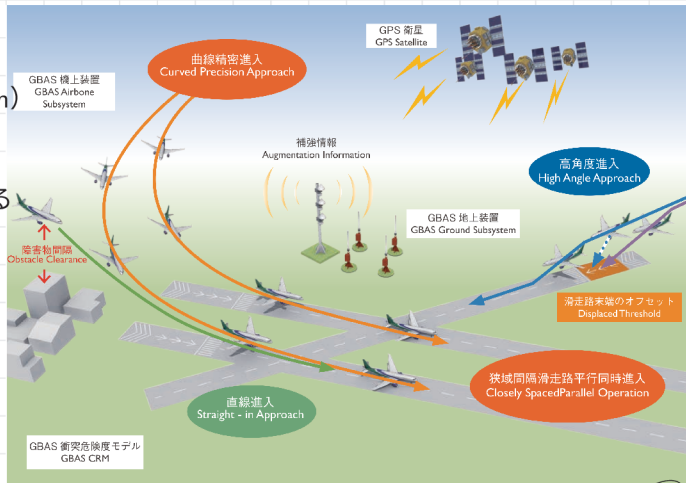 GPS 衛星
GPS Satellite
曲線精密進入
Curved Precision Approach
GBAS 機上装置
GBAS Airbone
Subsystem
m)
補強情報
Augmentation Information
高角度進入
High Angle Approach
る
GBAS 地上装置
GBAS Ground Subsystem
障害物間隔
Obstacle Clearance
滑走路末端のオフセット
Displaced Threshold
狭域間隔滑走路平行同時進入
Closely SpacedParallel Operation
直線進入
Straight - in Approach
GBAS 衝突危険度モデル
GBAS CRM